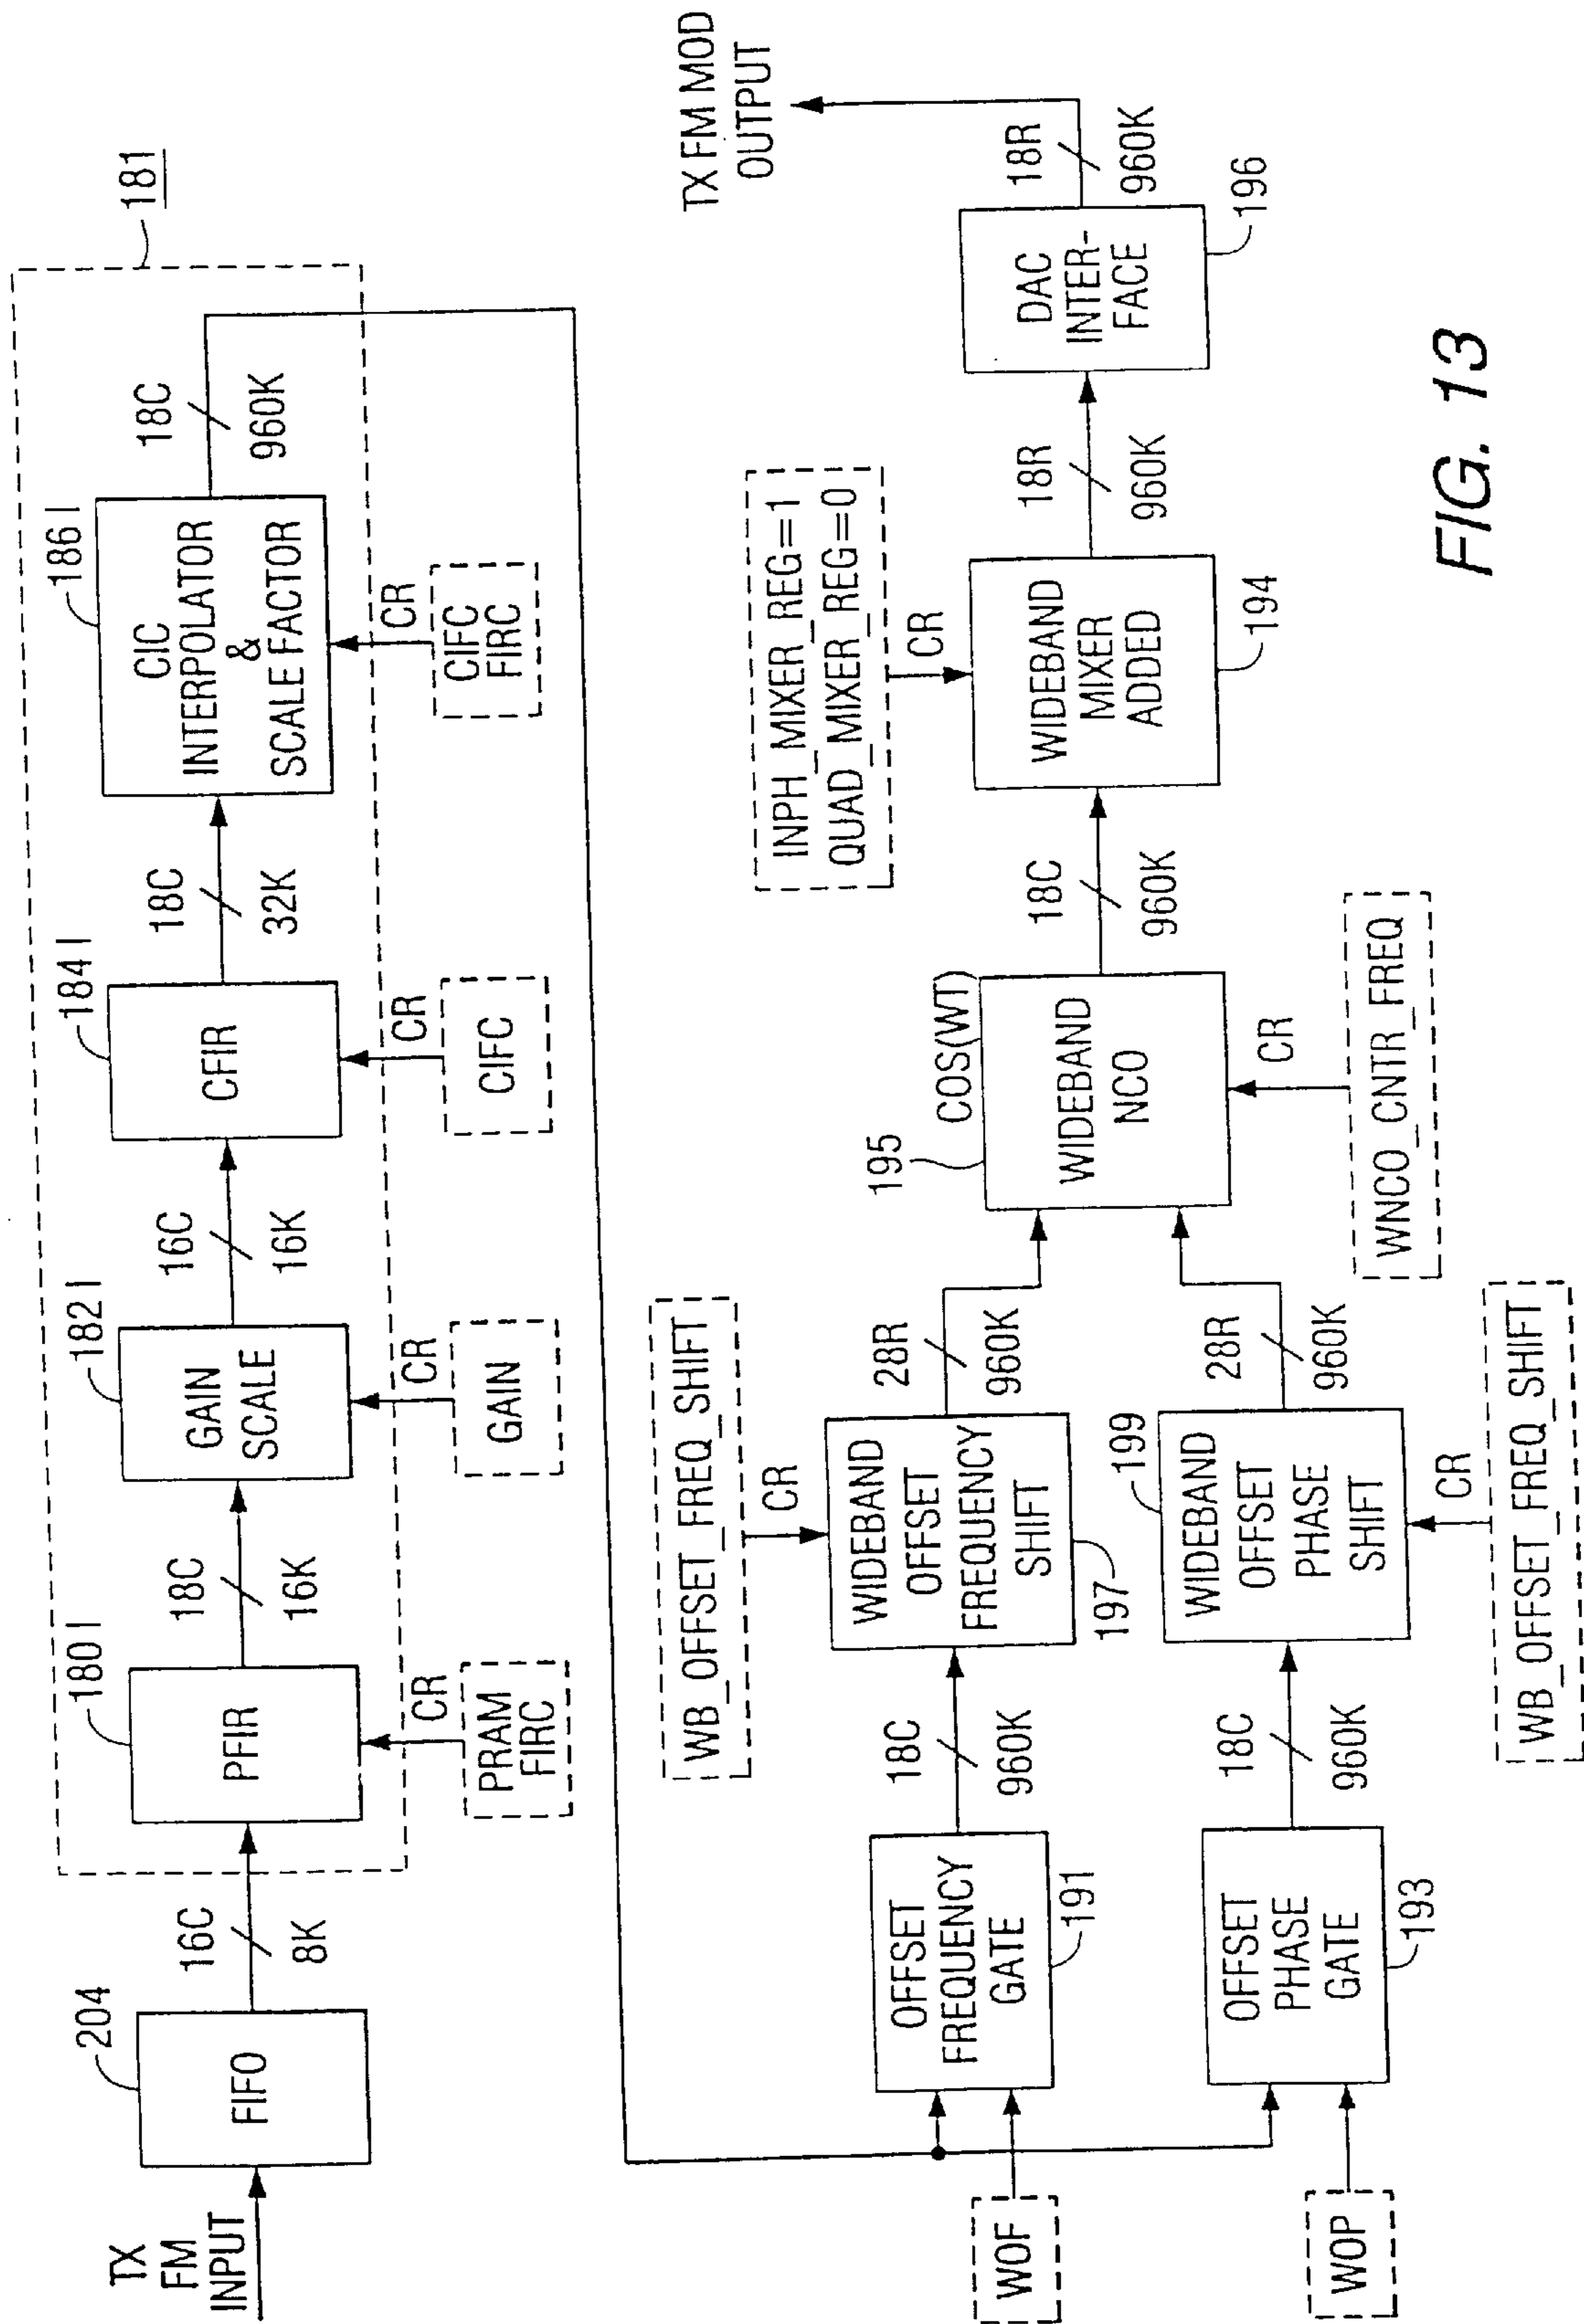 TX
FM
INPUT
204
FIFO
16C
8K
180I
PFIR
CR
PRAM
FIRC
18C
16K
182I
GAIN
SCALE
CR
GAIN
16C
16K
184I
CFIR
CR
CIFC
18C
32K
186I
CIC
INTERPOLATOR
&
SCALE FACTOR
CR
CIFC
FIRC
18C
960K
181
WOF
OFFSET
FREQUENCY
GATE
191
18C
960K
WB_OFFSET_FREQ_SHIFT
CR
WIDEBAND
OFFSET
FREQUENCY
SHIFT
197
28R
960K
WOP
OFFSET
PHASE
GATE
193
18C
960K
199
WIDEBAND
OFFSET
PHASE
SHIFT
CR
WB_OFFSET_FREQ_SHIFT
28R
960K
195
COS(WT)
WIDEBAND
NCO
CR
WNCO_CNTR_FREQ
18C
960K
INPH_MIXER_REG=1
QUAD_MIXER_REG=0
CR
WIDEBAND
MIXER
ADDED
194
18R
960K
DAC
INTER-
FACE
196
18R
960K
TX FM MOD
OUTPUT
FIG. 13